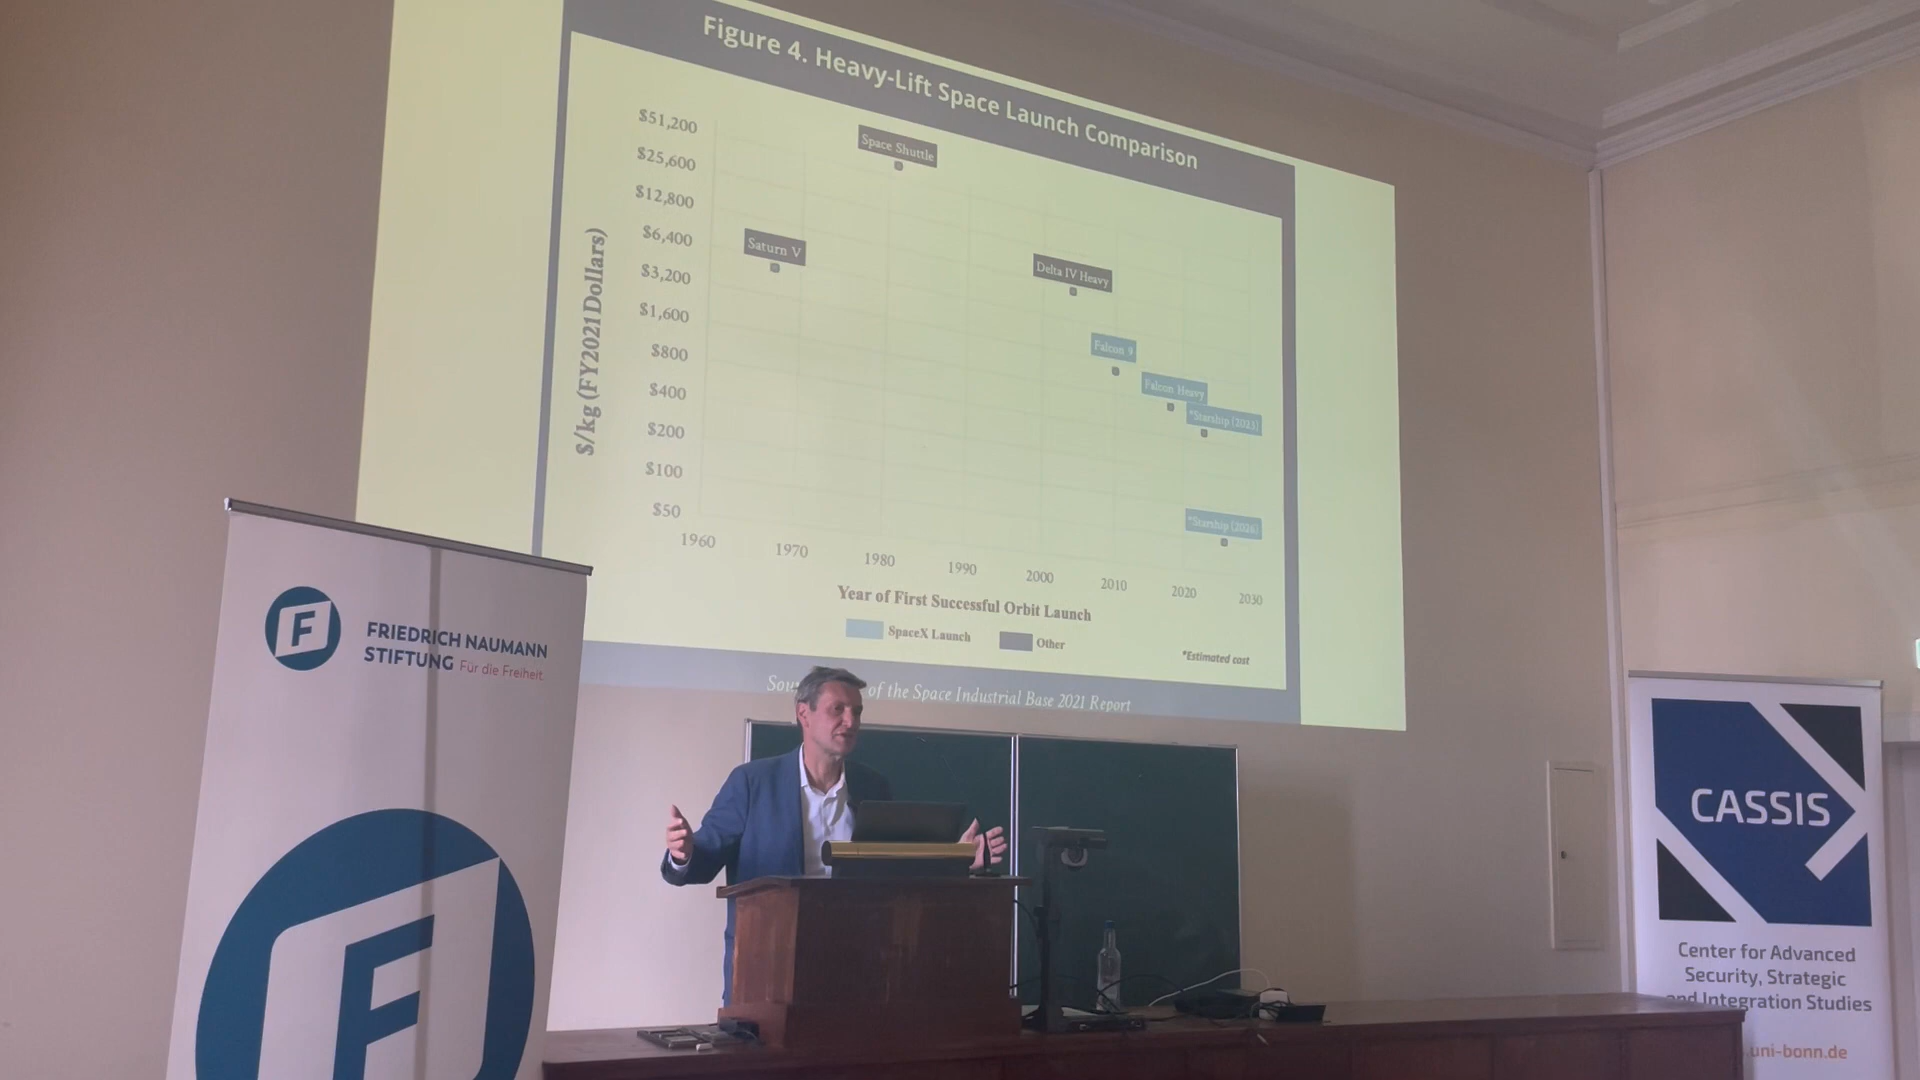 Figure 4. Heavy-Lift Space Launch Comparison
$51,200
$25,600
$12,800
$6,400
$3,200
$1,600
$800
$400
$200
$100
$50
$/kg (FY2021 Dollars)
Space Shuttle
Saturn V
Delta IV Heavy
Falcon 9
Falcon Heavy
*Starship (2023)
*Starship (2026)
1960
1970
1980
1990
2000
2010
2020
2030
Year of First Successful Orbit Launch
SpaceX Launch
Other
*Estimated cost
of the Space Industrial Base 2021 Report
F
FRIEDRICH NAUMANN
STIFTUNG Für die Freiheit.
F
CASSIS
Center for Advanced
Security, Strategic
and Integration Studies
.uni-bonn.de